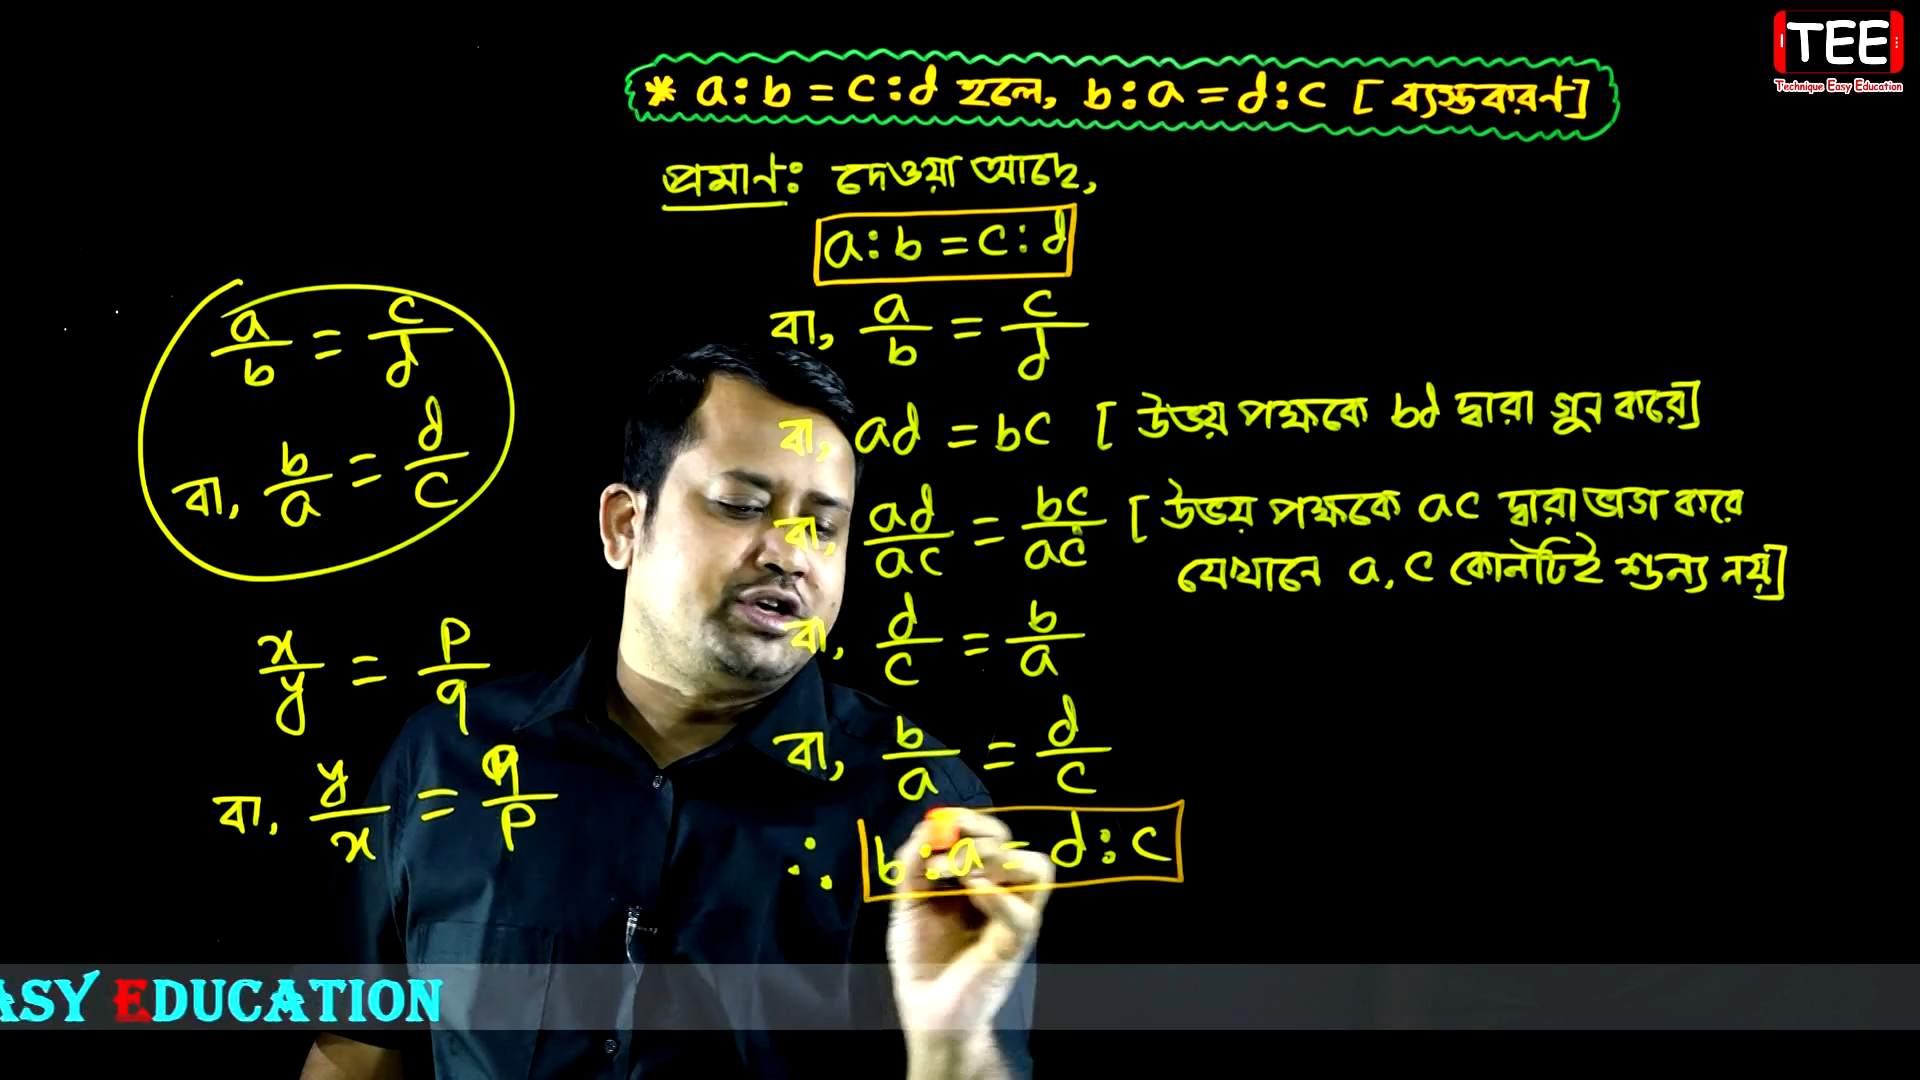 TEE
Technique Easy Education
* a : b = c : d হলে, b : a = d : c [ ব্যস্তকরণ ]
প্রমাণ : দেওয়া আছে,
a : b = c : d
বা, a/b = c/d
বা, ad = bc [ উভয় পক্ষকে bd দ্বারা গুন করে ]
বা, ad/ac = bc/ac [ উভয় পক্ষকে ac দ্বারা ভাগ করে
যেখানে a, c কোনটিই শুন্য নয় ]
বা, d/c = b/a
বা, b/a = d/c
∴ b : a = d : c
a/b = c/d
বা, b/a = d/c
x/y = p/q
বা, y/x = q/p
ASY EDUCATION